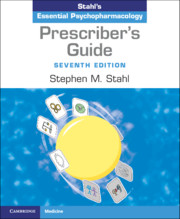 Stahl's
Essential Psychopharmacology
Prescriber's
Guide
SEVENTH EDITION
Stephen M. Stahl
CAMBRIDGE
Medicine